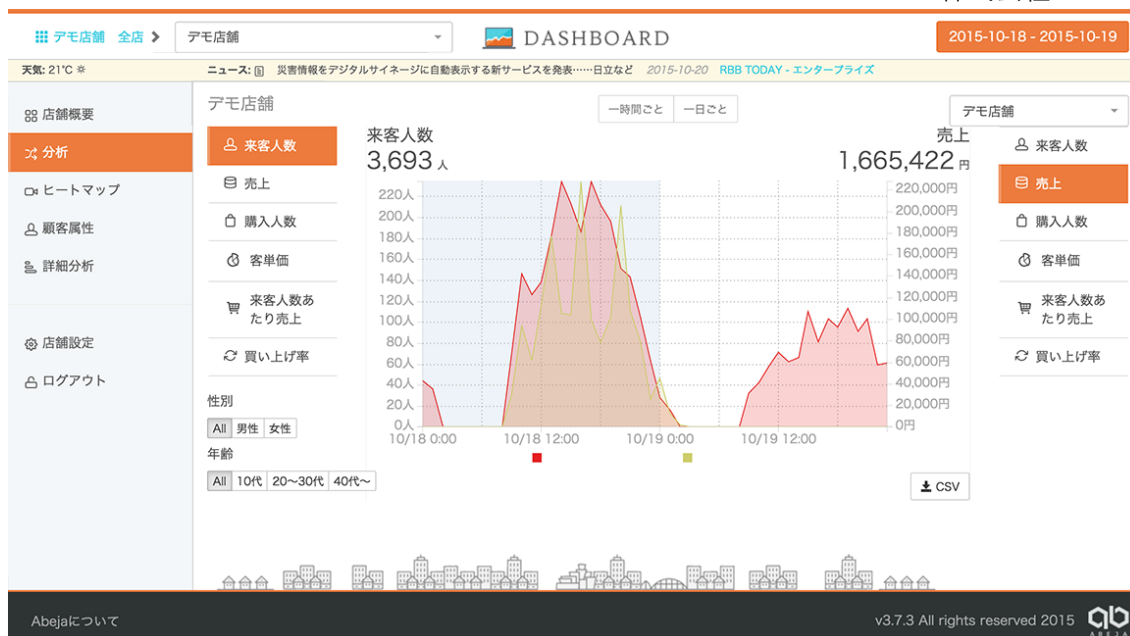 デモ店舗 全店
デモ店舗
DASHBOARD
2015-10-18 - 2015-10-19
天気: 21°C
ニュース: 災害情報をデジタルサイネージに自動表示する新サービスを発表……日立など 2015-10-20 RBB TODAY - エンタープライズ
店舗概要
分析
ヒートマップ
顧客属性
詳細分析
店舗設定
ログアウト
デモ店舗
一時間ごと 一日ごと
デモ店舗
来客人数
売上
購入人数
客単価
来客人数あ
たり売上
買い上げ率
性別
All 男性 女性
年齢
All 10代 20〜30代 40代〜
来客人数
3,693 人
売上
1,665,422 円
220人
200人
180人
160人
140人
120人
100人
80人
60人
40人
20人
0人
220,000円
200,000円
180,000円
160,000円
140,000円
120,000円
100,000円
80,000円
60,000円
40,000円
20,000円
0円
10/18 0:00 10/18 12:00 10/19 0:00 10/19 12:00
CSV
来客人数
売上
購入人数
客単価
来客人数あ
たり売上
買い上げ率
Abejaについて
v3.7.3 All rights reserved 2015
ABEJA